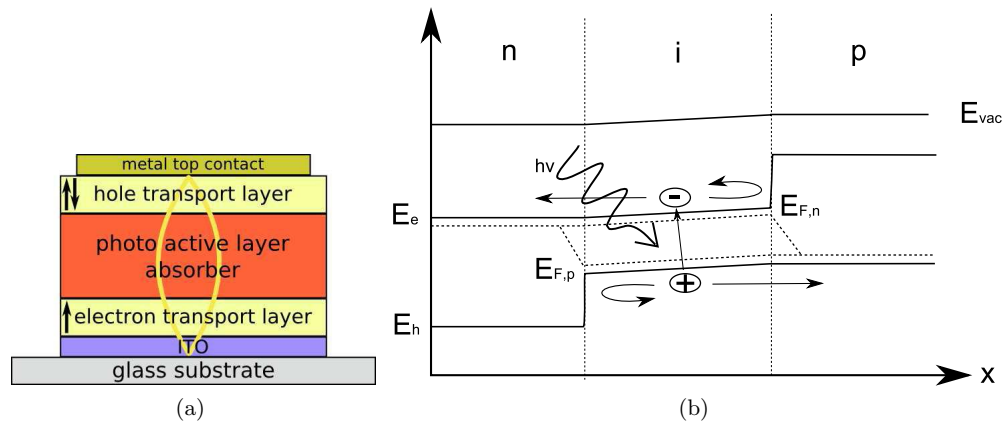 metal top contact
hole transport layer
photo active layer
absorber
electron transport layer
ITO
glass substrate
(a)
n i p
E_vac
hν
-
E_e
E_F,n
E_F,p
+
E_h
x
(b)